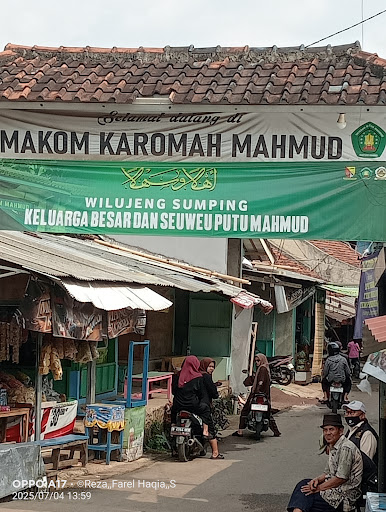 Selamat datang di
MAKOM KAROMAH MAHMUD
أهلا وسهلا
WILUJENG SUMPING
KELUARGA BESAR DAN SEUWEU PUTU MAHMUD
OPPO A17 ©Reza,,Farel Haqia,,S
2025/07/04 13:59